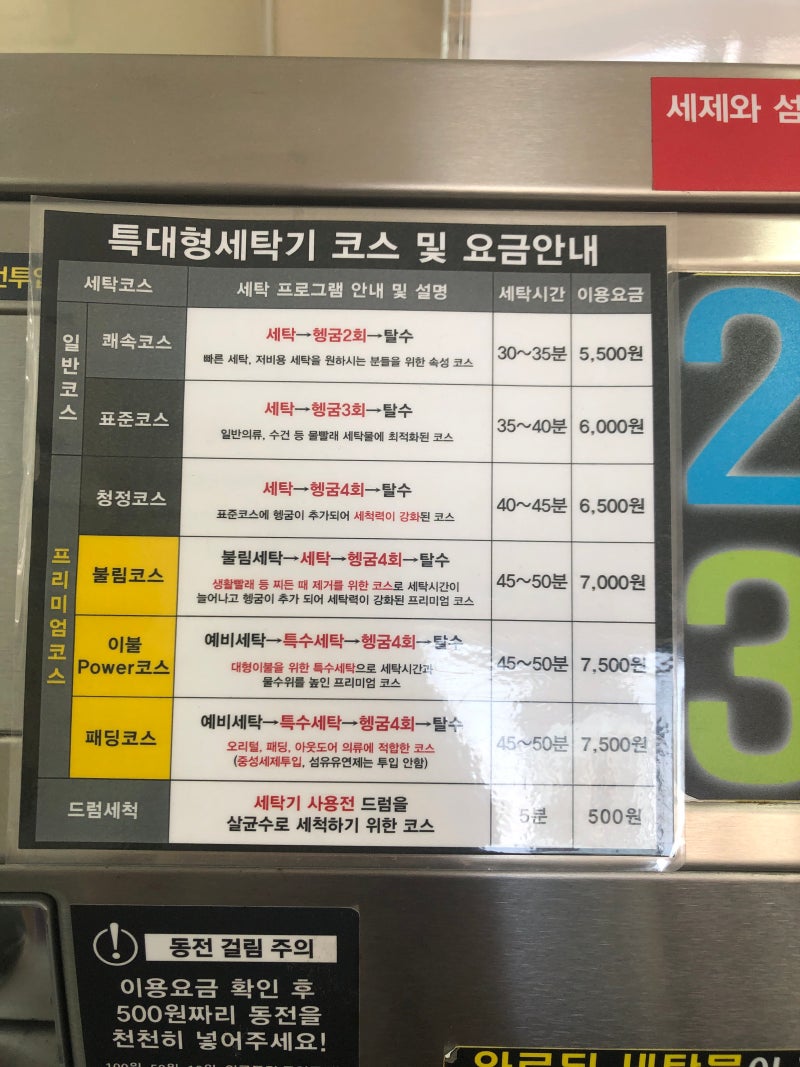 세제와
특대형세탁기 코스 및 요금안내
세탁코스 세탁 프로그램 안내 및 설명 세탁시간 이용요금
일반코스
쾌속코스 세탁→헹굼2회→탈수 30~35분 5,500원
빠른 세탁, 저비용 세탁을 원하시는 분들을 위한 속성 코스
표준코스 세탁→헹굼3회→탈수 35~40분 6,000원
일반의류, 수건 등 물빨래 세탁물에 최적화된 코스
프리미엄코스
청정코스 세탁→헹굼4회→탈수 40~45분 6,500원
표준코스에 헹굼이 추가되어 세척력이 강화된 코스
불림코스 불림세탁→세탁→헹굼4회→탈수 45~50분 7,000원
생활빨래 등 찌든 때 제거를 위한 코스로 세탁시간이
늘어나고 헹굼이 추가 되어 세탁력이 강화된 프리미엄 코스
이불
Power코스 예비세탁→특수세탁→헹굼4회→탈수 45~50분 7,500원
대형이불을 위한 특수세탁으로 세탁시간과
물수위를 높인 프리미엄 코스
패딩코스 예비세탁→특수세탁→헹굼4회→탈수 45~50분 7,500원
오리털, 패딩, 아웃도어 의류에 적합한 코스
(중성세제투입, 섬유유연제는 투입 안함)
드럼세척 세탁기 사용전 드럼을 5분 500원
살균수로 세척하기 위한 코스
2
3
! 동전 걸림 주의
이용요금 확인 후
500원짜리 동전을
천천히 넣어주세요!